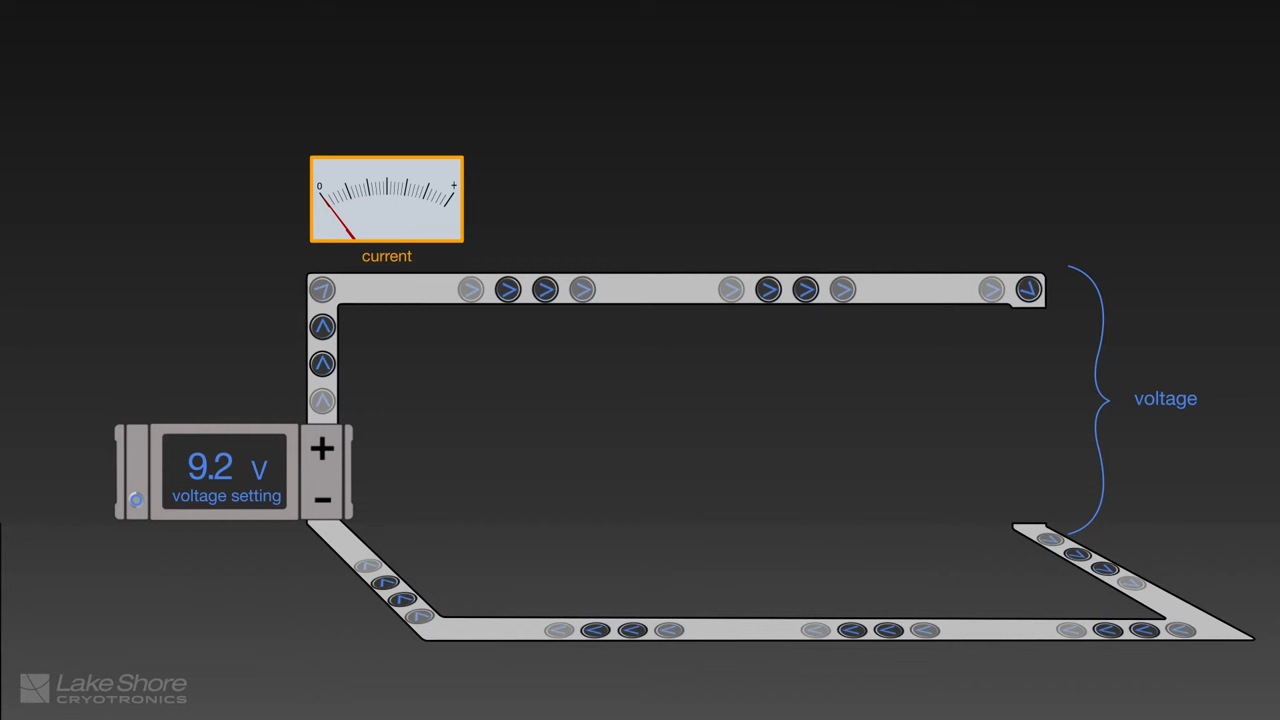 0 +
current
voltage
+
9.2 V
voltage setting
−
Lake Shore
CRYOTRONICS